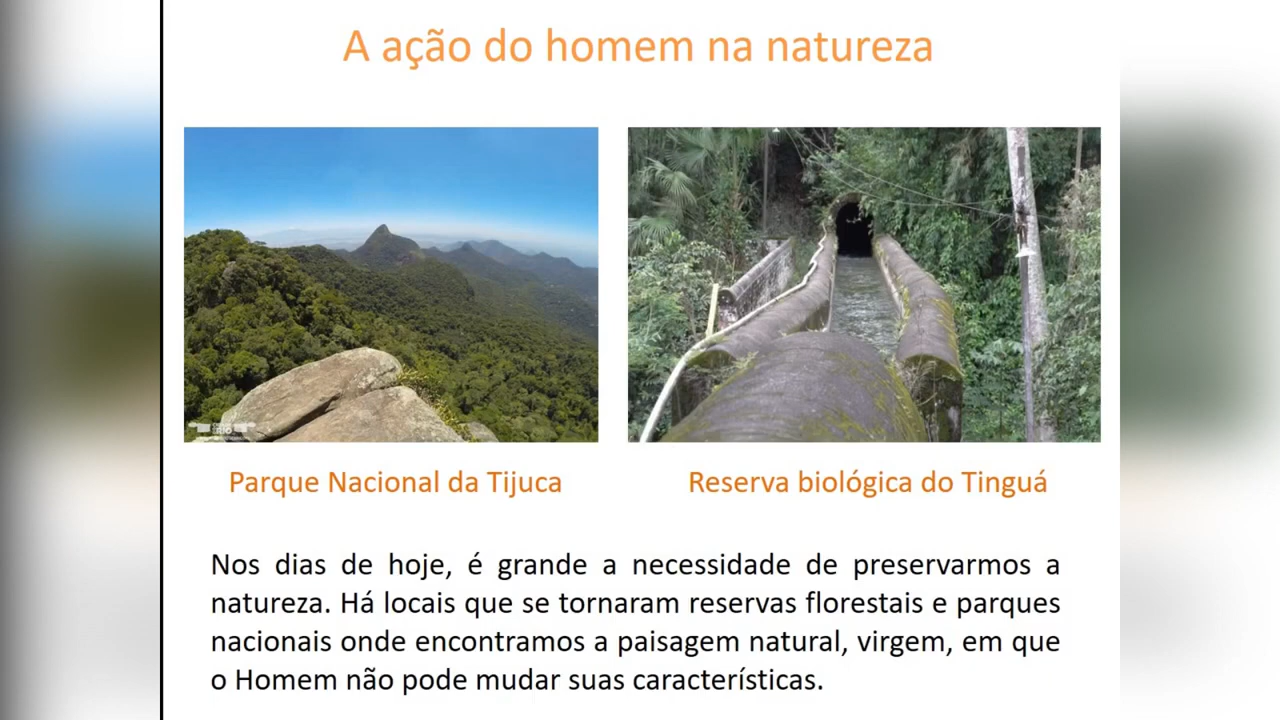 A ação do homem na natureza
Parque Nacional da Tijuca
Reserva biológica do Tinguá
Nos dias de hoje, é grande a necessidade de preservarmos a
natureza. Há locais que se tornaram reservas florestais e parques
nacionais onde encontramos a paisagem natural, virgem, em que
o Homem não pode mudar suas características.